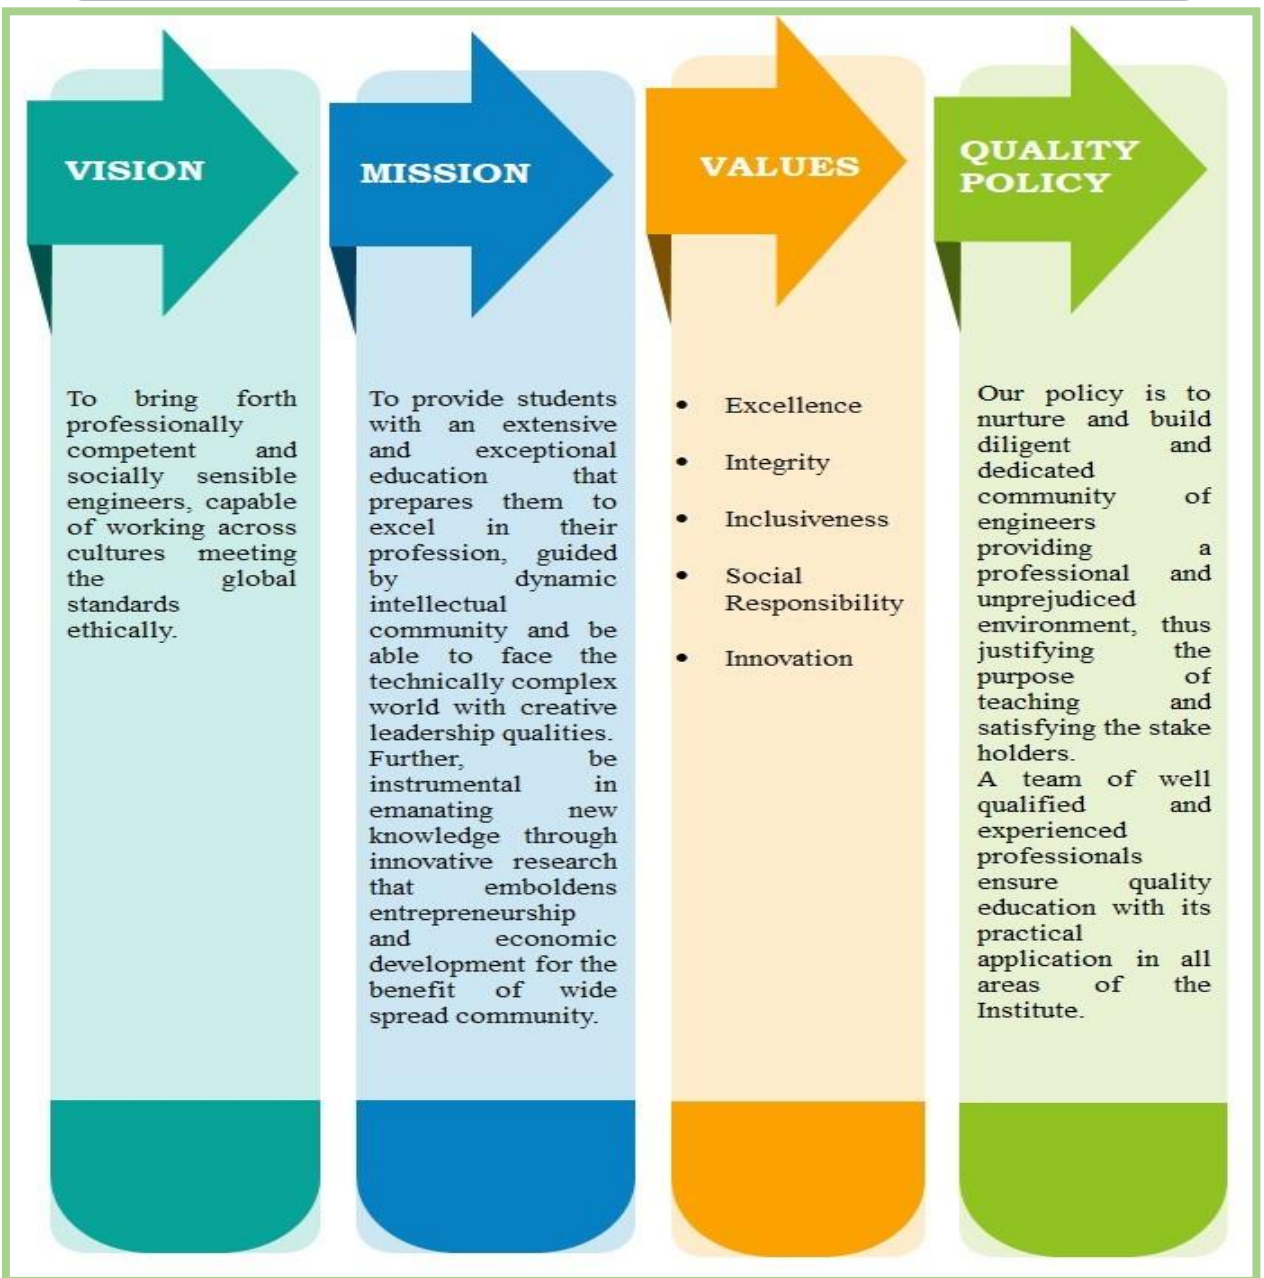 VISION
To bring forth
professionally
competent and
socially sensible
engineers, capable
of working across
cultures meeting
the global
standards
ethically.
MISSION
To provide students
with an extensive
and exceptional
education that
prepares them to
excel in their
profession, guided
by dynamic
intellectual
community and be
able to face the
technically complex
world with creative
leadership qualities.
Further, be
instrumental in
emanating new
knowledge through
innovative research
that emboldens
entrepreneurship
and economic
development for the
benefit of wide
spread community.
VALUES
• Excellence
• Integrity
• Inclusiveness
• Social
Responsibility
• Innovation
QUALITY
POLICY
Our policy is to
nurture and build
diligent and
dedicated
community of
engineers
providing a
professional and
unprejudiced
environment, thus
justifying the
purpose of
teaching and
satisfying the stake
holders.
A team of well
qualified and
experienced
professionals
ensure quality
education with its
practical
application in all
areas of the
Institute.